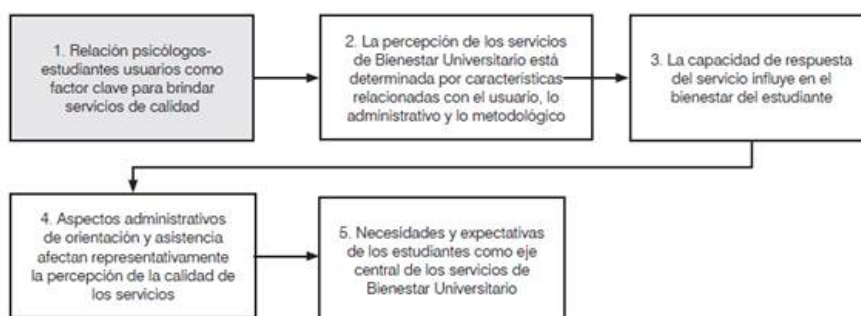 1. Relación psicólogos-
estudiantes usuarios como
factor clave para brindar
servicios de calidad
2. La percepción de los servicios
de Bienestar Universitario está
determinada por características
relacionadas con el usuario, lo
administrativo y lo metodológico
3. La capacidad de respuesta
del servicio influye en el
bienestar del estudiante
4. Aspectos administrativos
de orientación y asistencia
afectan representativamente
la percepción de la calidad de
los servicios
5. Necesidades y expectativas
de los estudiantes como eje
central de los servicios de
Bienestar Universitario